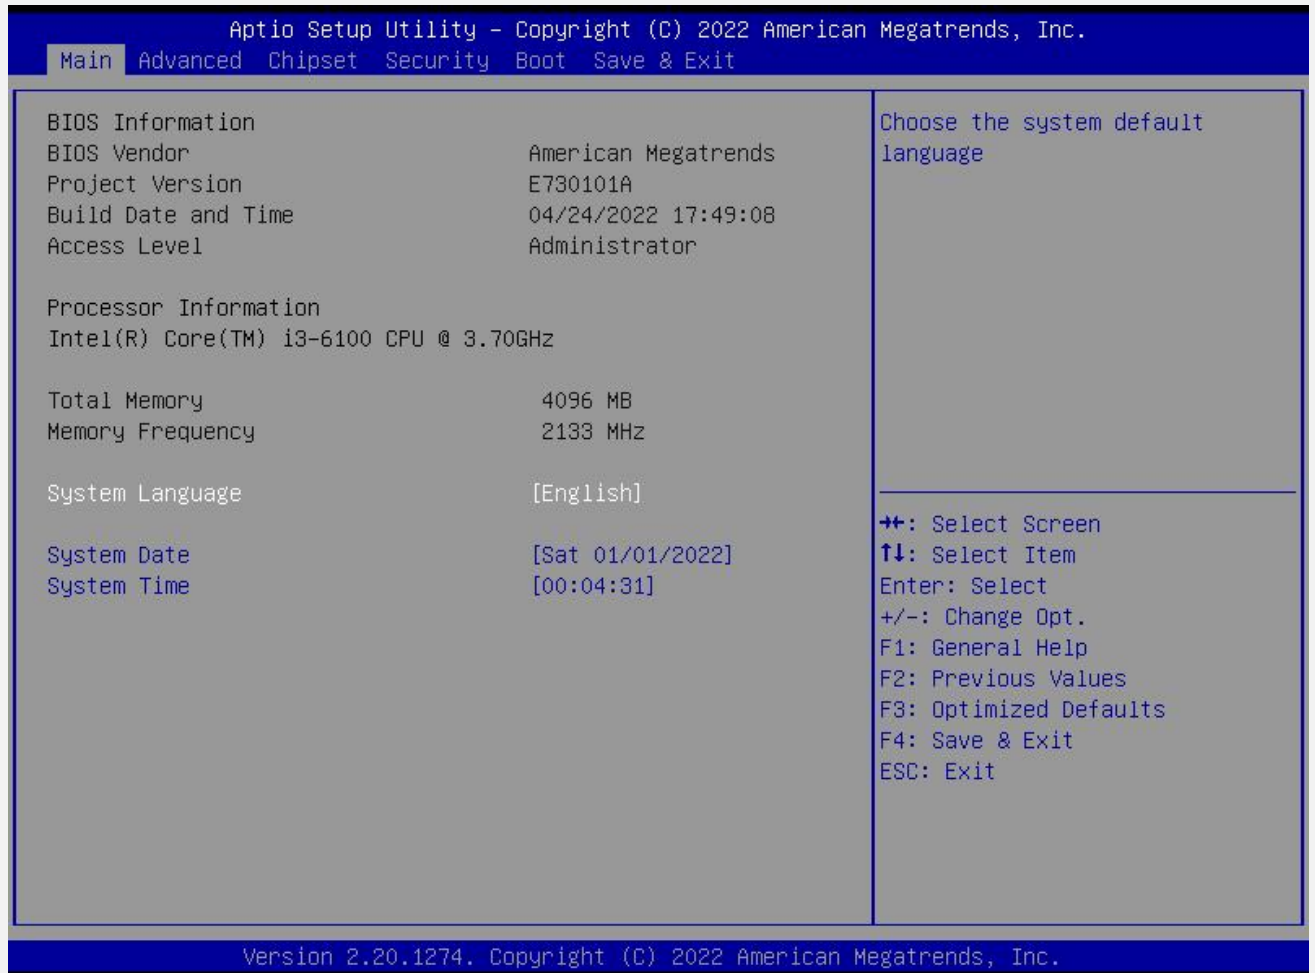 Aptio Setup Utility – Copyright (C) 2022 American Megatrends, Inc.
Main Advanced Chipset Security Boot Save & Exit
BIOS Information
BIOS Vendor American Megatrends
Project Version E730101A
Build Date and Time 04/24/2022 17:49:08
Access Level Administrator
Processor Information
Intel(R) Core(TM) i3-6100 CPU @ 3.70GHz
Total Memory 4096 MB
Memory Frequency 2133 MHz
System Language [English]
System Date [Sat 01/01/2022]
System Time [00:04:31]
Choose the system default
language
→←: Select Screen
↑↓: Select Item
Enter: Select
+/-: Change Opt.
F1: General Help
F2: Previous Values
F3: Optimized Defaults
F4: Save & Exit
ESC: Exit
Version 2.20.1274. Copyright (C) 2022 American Megatrends, Inc.